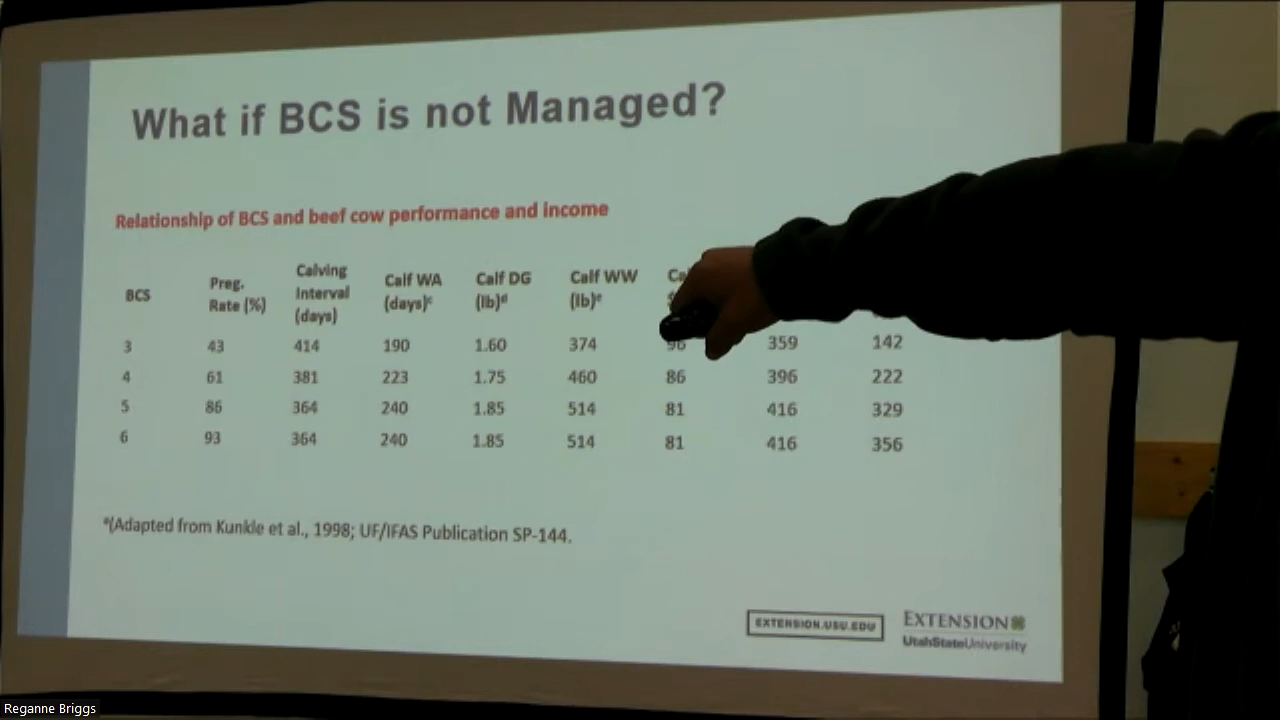 What if BCS is not Managed?
Relationship of BCS and beef cow performance and income
BCS Preg. Rate (%) Calving Interval (days) Calf WA (days)ᶜ Calf DG (lb)ᵈ Calf WW (lb)ᵉ
3 43 414 190 1.60 374 96 359 142
4 61 381 223 1.75 460 86 396 222
5 86 364 240 1.85 514 81 416 329
6 93 364 240 1.85 514 81 416 356
ᵃ(Adapted from Kunkle et al., 1998; UF/IFAS Publication SP-144.
EXTENSION.USU.EDU
EXTENSION
UtahStateUniversity
Reganne Briggs